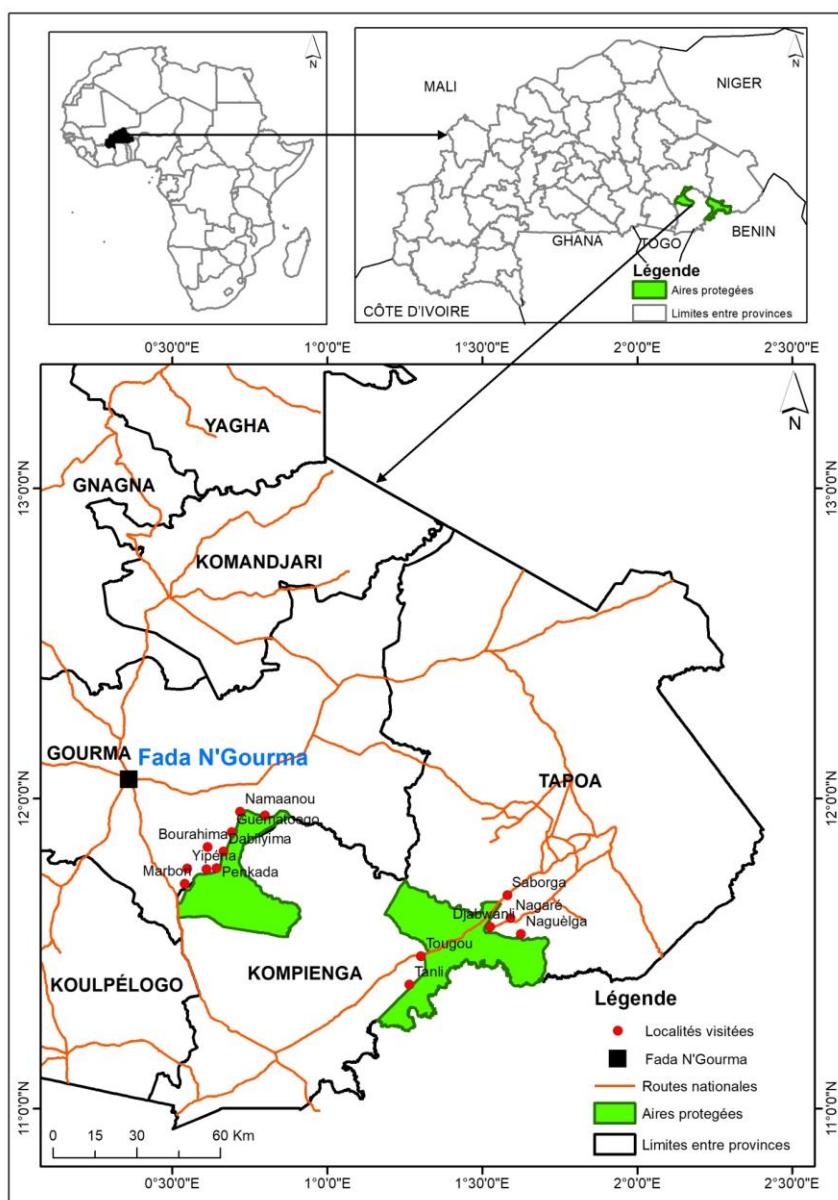 N
N
MALI
NIGER
GHANA
TOGO
BENIN
CÔTE D'IVOIRE
Légende
Aires protegées
Limites entre provinces
0°30'0"E
1°0'0"E
1°30'0"E
2°0'0"E
2°30'0"E
N
YAGHA
GNAGNA
13°0'0"N
13°0'0"N
KOMANDJARI
GOURMA
Fada N'Gourma
TAPOA
12°0'0"N
12°0'0"N
Namaanou
Guematoago
Bourahima
Dabilyima
Yipéna
Marbon
Penkada
Saborga
Nagaré
Djabwanli
Naguèlga
Tougou
Tanli
KOULPÉLOGO
KOMPIENGA
11°0'0"N
11°0'0"N
Légende
Localités visitées
Fada N'Gourma
Routes nationales
Aires protegées
Limites entre provinces
0 15 30 60 Km
0°30'0"E
1°0'0"E
1°30'0"E
2°0'0"E
2°30'0"E